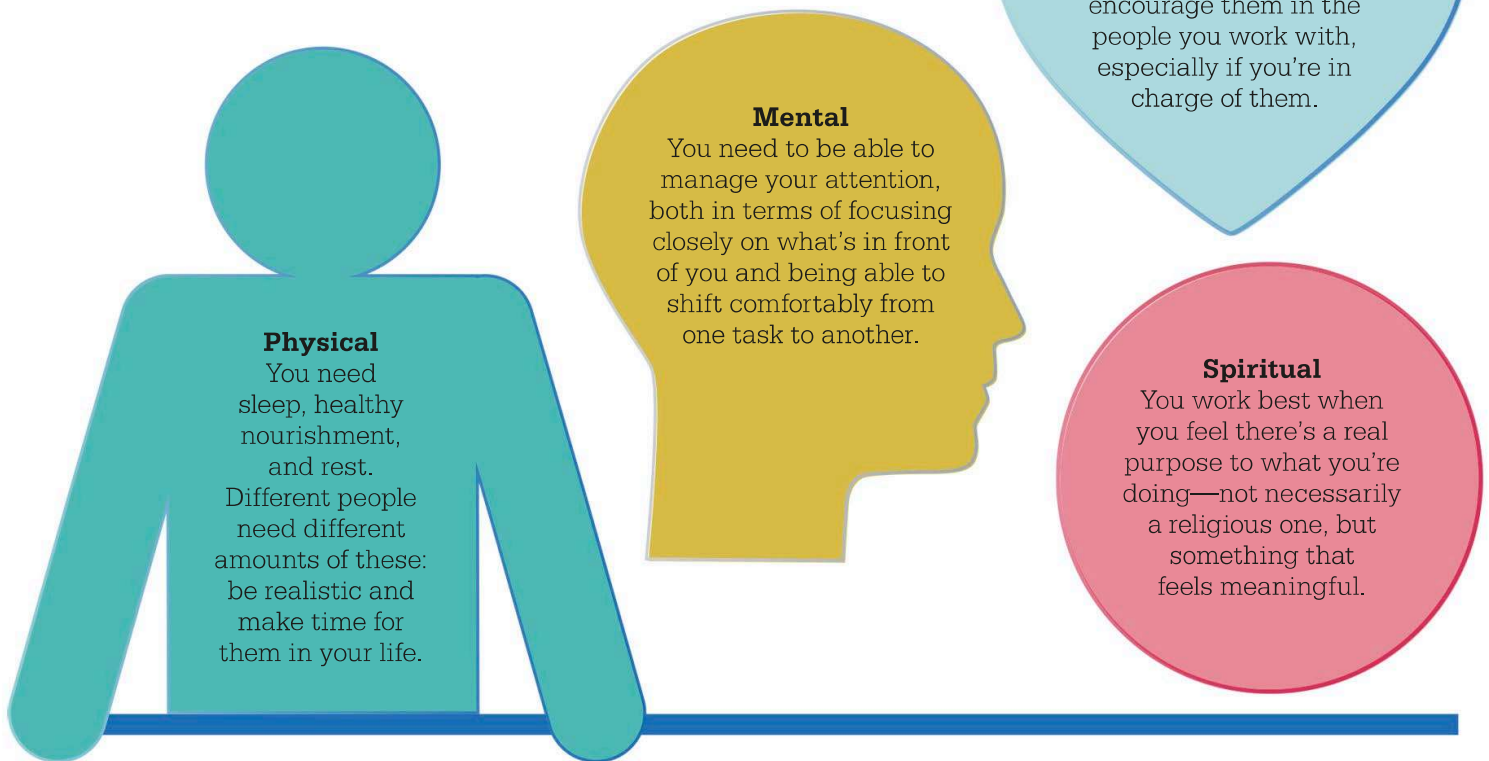 encourage them in the
people you work with,
especially if you're in
charge of them.
Mental
You need to be able to
manage your attention,
both in terms of focusing
closely on what's in front
of you and being able to
shift comfortably from
one task to another.
Physical
You need
sleep, healthy
nourishment,
and rest.
Different people
need different
amounts of these:
be realistic and
make time for
them in your life.
Spiritual
You work best when
you feel there's a real
purpose to what you're
doing—not necessarily
a religious one, but
something that
feels meaningful.